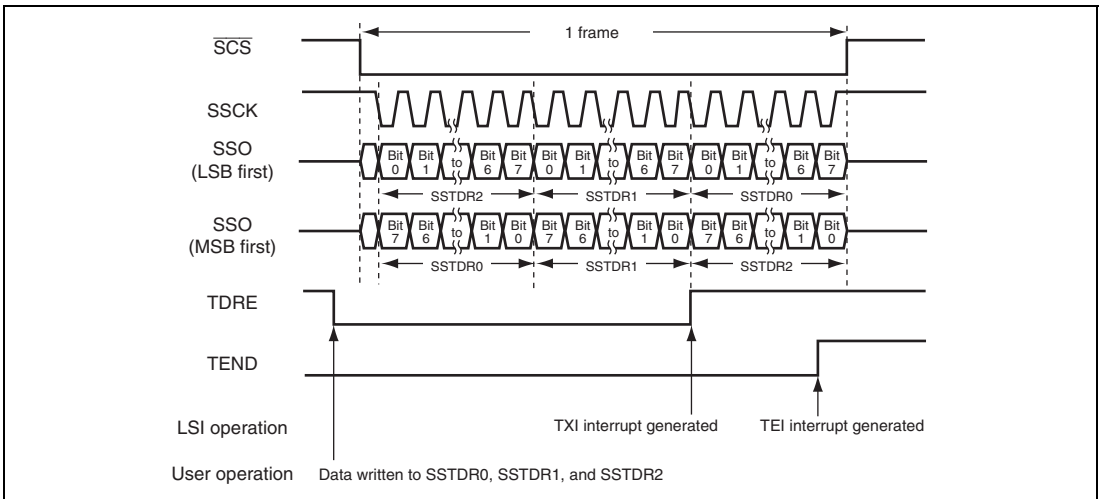 1 frame
SCS
SSCK
SSO
(LSB first)
Bit 0 Bit 1 to Bit 6 Bit 7 Bit 0 Bit 1 to Bit 6 Bit 7 Bit 0 Bit 1 to Bit 6 Bit 7
SSTDR2 SSTDR1 SSTDR0
SSO
(MSB first)
Bit 7 Bit 6 to Bit 1 Bit 0 Bit 7 Bit 6 to Bit 1 Bit 0 Bit 7 Bit 6 to Bit 1 Bit 0
SSTDR0 SSTDR1 SSTDR2
TDRE
TEND
LSI operation TXI interrupt generated TEI interrupt generated
User operation Data written to SSTDR0, SSTDR1, and SSTDR2